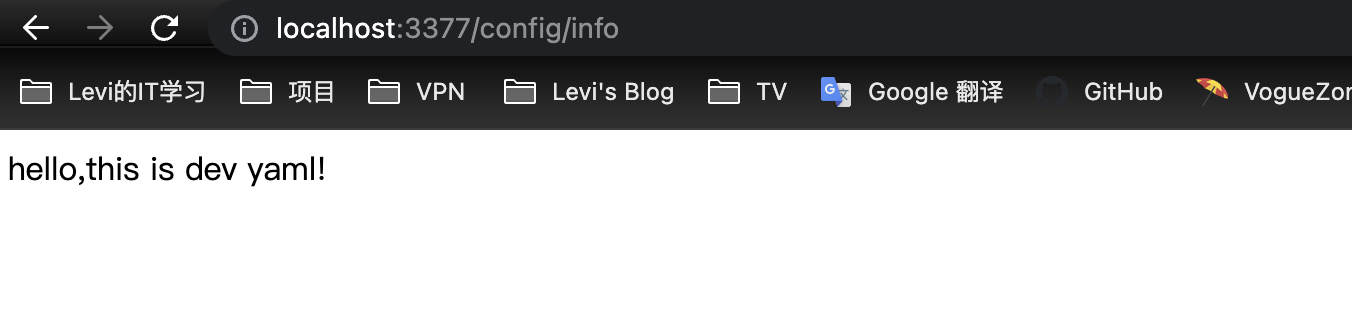 localhost:3377/config/info
Levi的IT学习 项目 VPN Levi's Blog TV Google 翻译 GitHub VogueZor
hello,this is dev yaml!